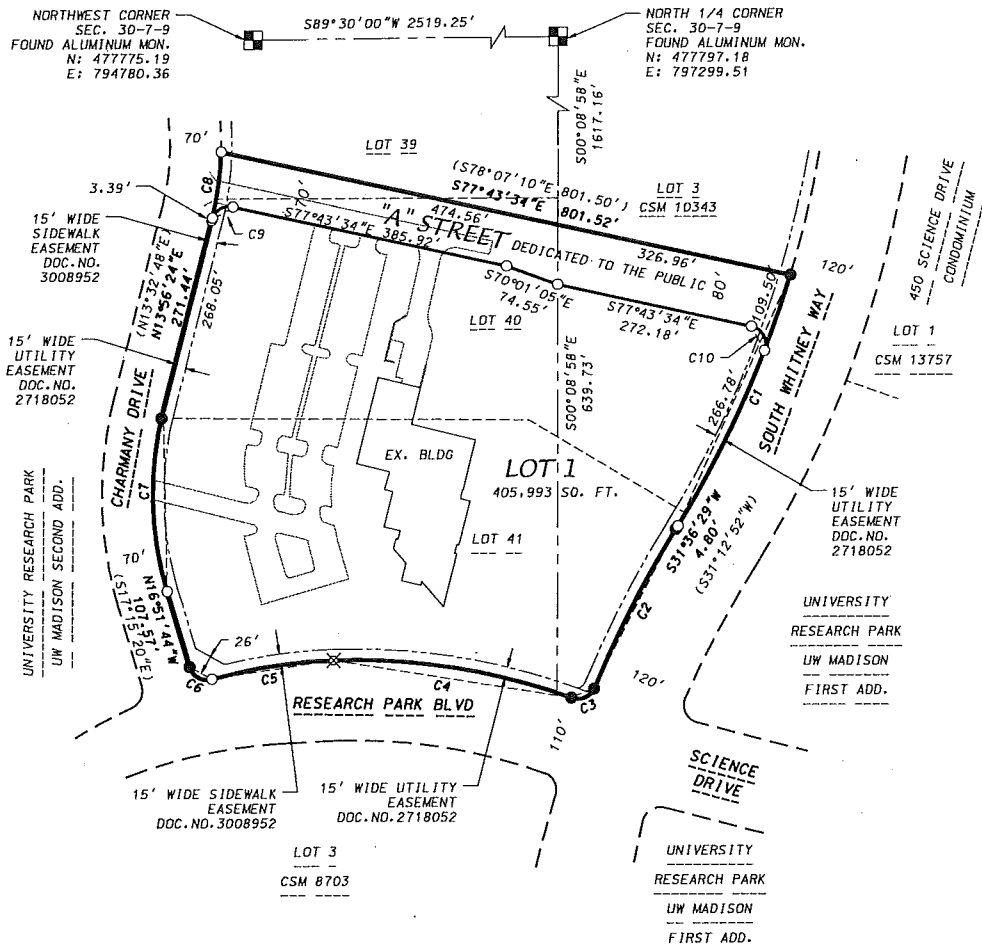 NORTHWEST CORNER
SEC. 30-7-9
FOUND ALUMINUM MON.
N: 477775.19
E: 794780.36
S89°30'00"W 2519.25'
NORTH 1/4 CORNER
SEC. 30-7-9
FOUND ALUMINUM MON.
N: 477797.18
E: 797299.51
S00°08'58"E
1617.16'
70'
LOT 39
(S78°07'10"E 801.50')
S77°43'34"E 801.52'
LOT 3
CSM 10343
474.56'
326.96'
"A" STREET DEDICATED TO THE PUBLIC
70'
80'
S77°43'34"E 385.92'
S70°01'05"E
74.55'
S77°43'34"E
272.18'
C8
C9
3.39'
15' WIDE
SIDEWALK
EASEMENT
DOC.NO.
3008952
(N13°32'48"E)
N13°56'24"E
271.44'
268.05'
15' WIDE
UTILITY
EASEMENT
DOC.NO.
2718052
CHARMANY DRIVE
120'
109.50'
C10
C1
266.78'
SOUTH WHITNEY WAY
450 SCIENCE DRIVE
CONDOMINIUM
LOT 1
CSM 13757
LOT 40
S00°08'58"E
639.73'
EX. BLDG
LOT 1
405,993 SQ. FT.
LOT 41
15' WIDE
UTILITY
EASEMENT
DOC.NO.
2718052
S31°36'29"W
4.80'
(S31°12'52"W)
C2
UNIVERSITY RESEARCH PARK
UW MADISON SECOND ADD.
C7
70'
N16°51'44"W
107.57'
(S17°15'20"E)
26'
C6
C5
C4
C3
RESEARCH PARK BLVD
110'
120'
UNIVERSITY
RESEARCH PARK
UW MADISON
FIRST ADD.
SCIENCE
DRIVE
15' WIDE SIDEWALK
EASEMENT
DOC.NO.3008952
15' WIDE UTILITY
EASEMENT
DOC.NO.2718052
LOT 3
CSM 8703
UNIVERSITY
RESEARCH PARK
UW MADISON
FIRST ADD.